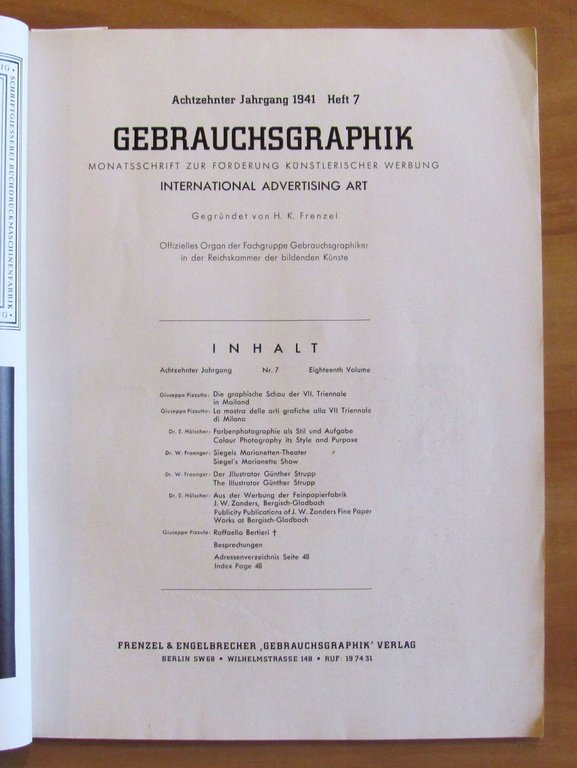 IG •
SCHRIFTGIESSEREI BUCHDRUCKMASCHINENFABRIK
G •
Achtzehnter Jahrgang 1941 Heft 7
GEBRAUCHSGRAPHIK
MONATSSCHRIFT ZUR FÖRDERUNG KÜNSTLERISCHER WERBUNG
INTERNATIONAL ADVERTISING ART
Gegründet von H. K. Frenzel
Offizielles Organ der Fachgruppe Gebrauchsgraphiker
in der Reichskammer der bildenden Künste
INHALT
Achtzehnter Jahrgang Nr. 7 Eighteenth Volume
Giuseppe Pizzuto: Die graphische Schau der VII. Triennale
in Mailand
Giuseppe Pizzutto: La mostra delle arti grafiche alla VII Triennale
di Milano
Dr. E. Hölscher: Farbenphotographie als Stil und Aufgabe
Colour Photography its Style and Purpose
Dr. W. Fraenger: Siegels Marionetten-Theater
Siegel's Marionette Show
Dr. W. Fraenger: Der Jllustrator Günther Strupp
The Illustrator Günther Strupp
Dr. E. Hölscher: Aus der Werbung der Feinpapierfabrik
J. W. Zanders, Bergisch-Gladbach
Publicity Publications of J. W. Zanders Fine Paper
Works at Bergisch-Gladbach
Giuseppe Pizzuto: Raffaello Bertieri †
Besprechungen
Adressenverzeichnis Seite 48
Index Page 48
FRENZEL & ENGELBRECHER „GEBRAUCHSGRAPHIK" VERLAG
BERLIN SW 68 • WILHELMSTRASSE 148 • RUF: 19 74 31